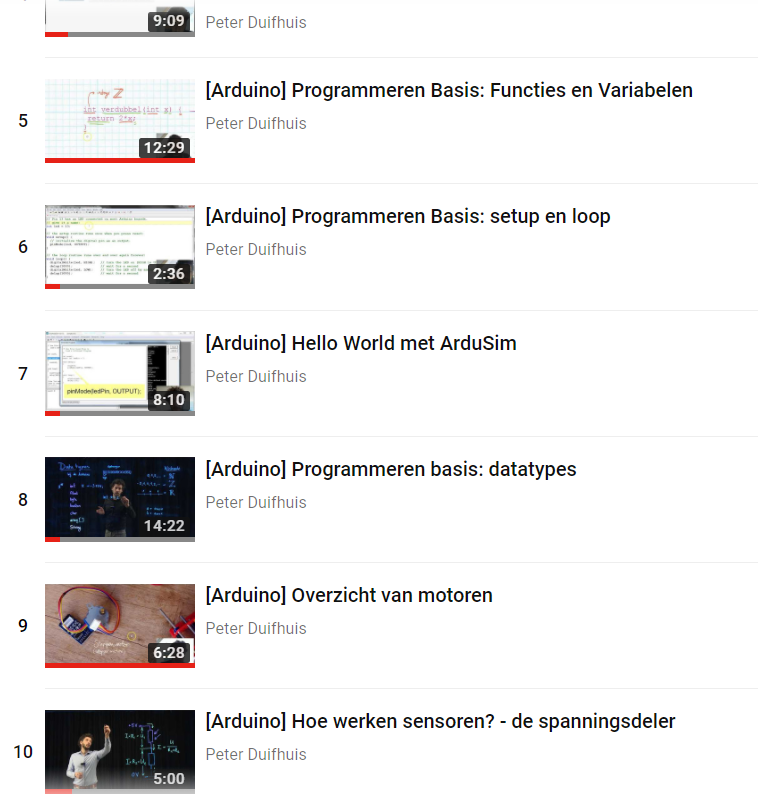 9:09
Peter Duifhuis
5
int verdubbel(int x) {
return 2*x;
12:29
[Arduino] Programmeren Basis: Functies en Variabelen
Peter Duifhuis
6
2:36
[Arduino] Programmeren Basis: setup en loop
Peter Duifhuis
7
pinMode(ledPin, OUTPUT);
8:10
[Arduino] Hello World met ArduSim
Peter Duifhuis
8
14:22
[Arduino] Programmeren basis: datatypes
Peter Duifhuis
9
6:28
[Arduino] Overzicht van motoren
Peter Duifhuis
10
5:00
[Arduino] Hoe werken sensoren? - de spanningsdeler
Peter Duifhuis